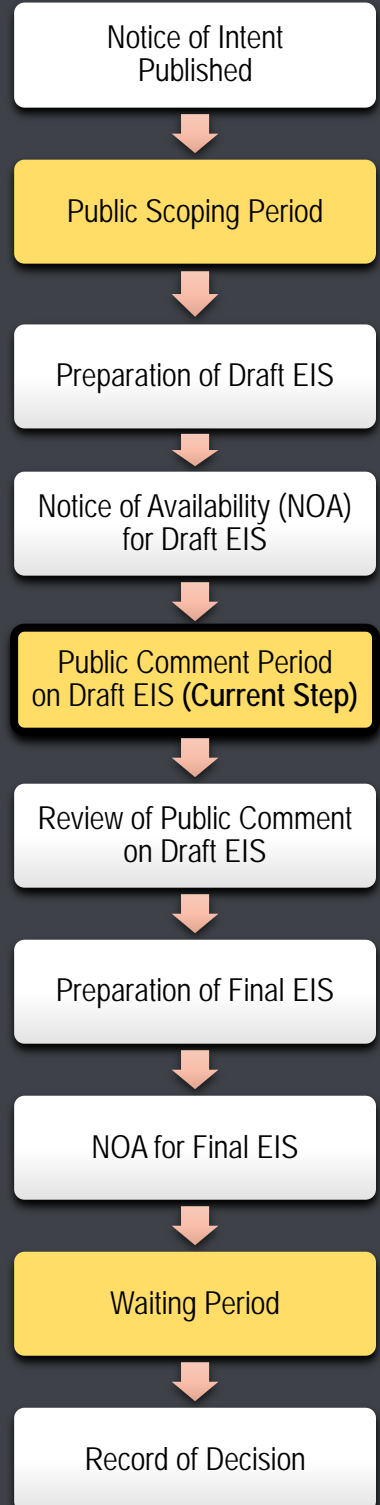 Notice of Intent
Published
Public Scoping Period
Preparation of Draft EIS
Notice of Availability (NOA)
for Draft EIS
Public Comment Period
on Draft EIS (Current Step)
Review of Public Comment
on Draft EIS
Preparation of Final EIS
NOA for Final EIS
Waiting Period
Record of Decision